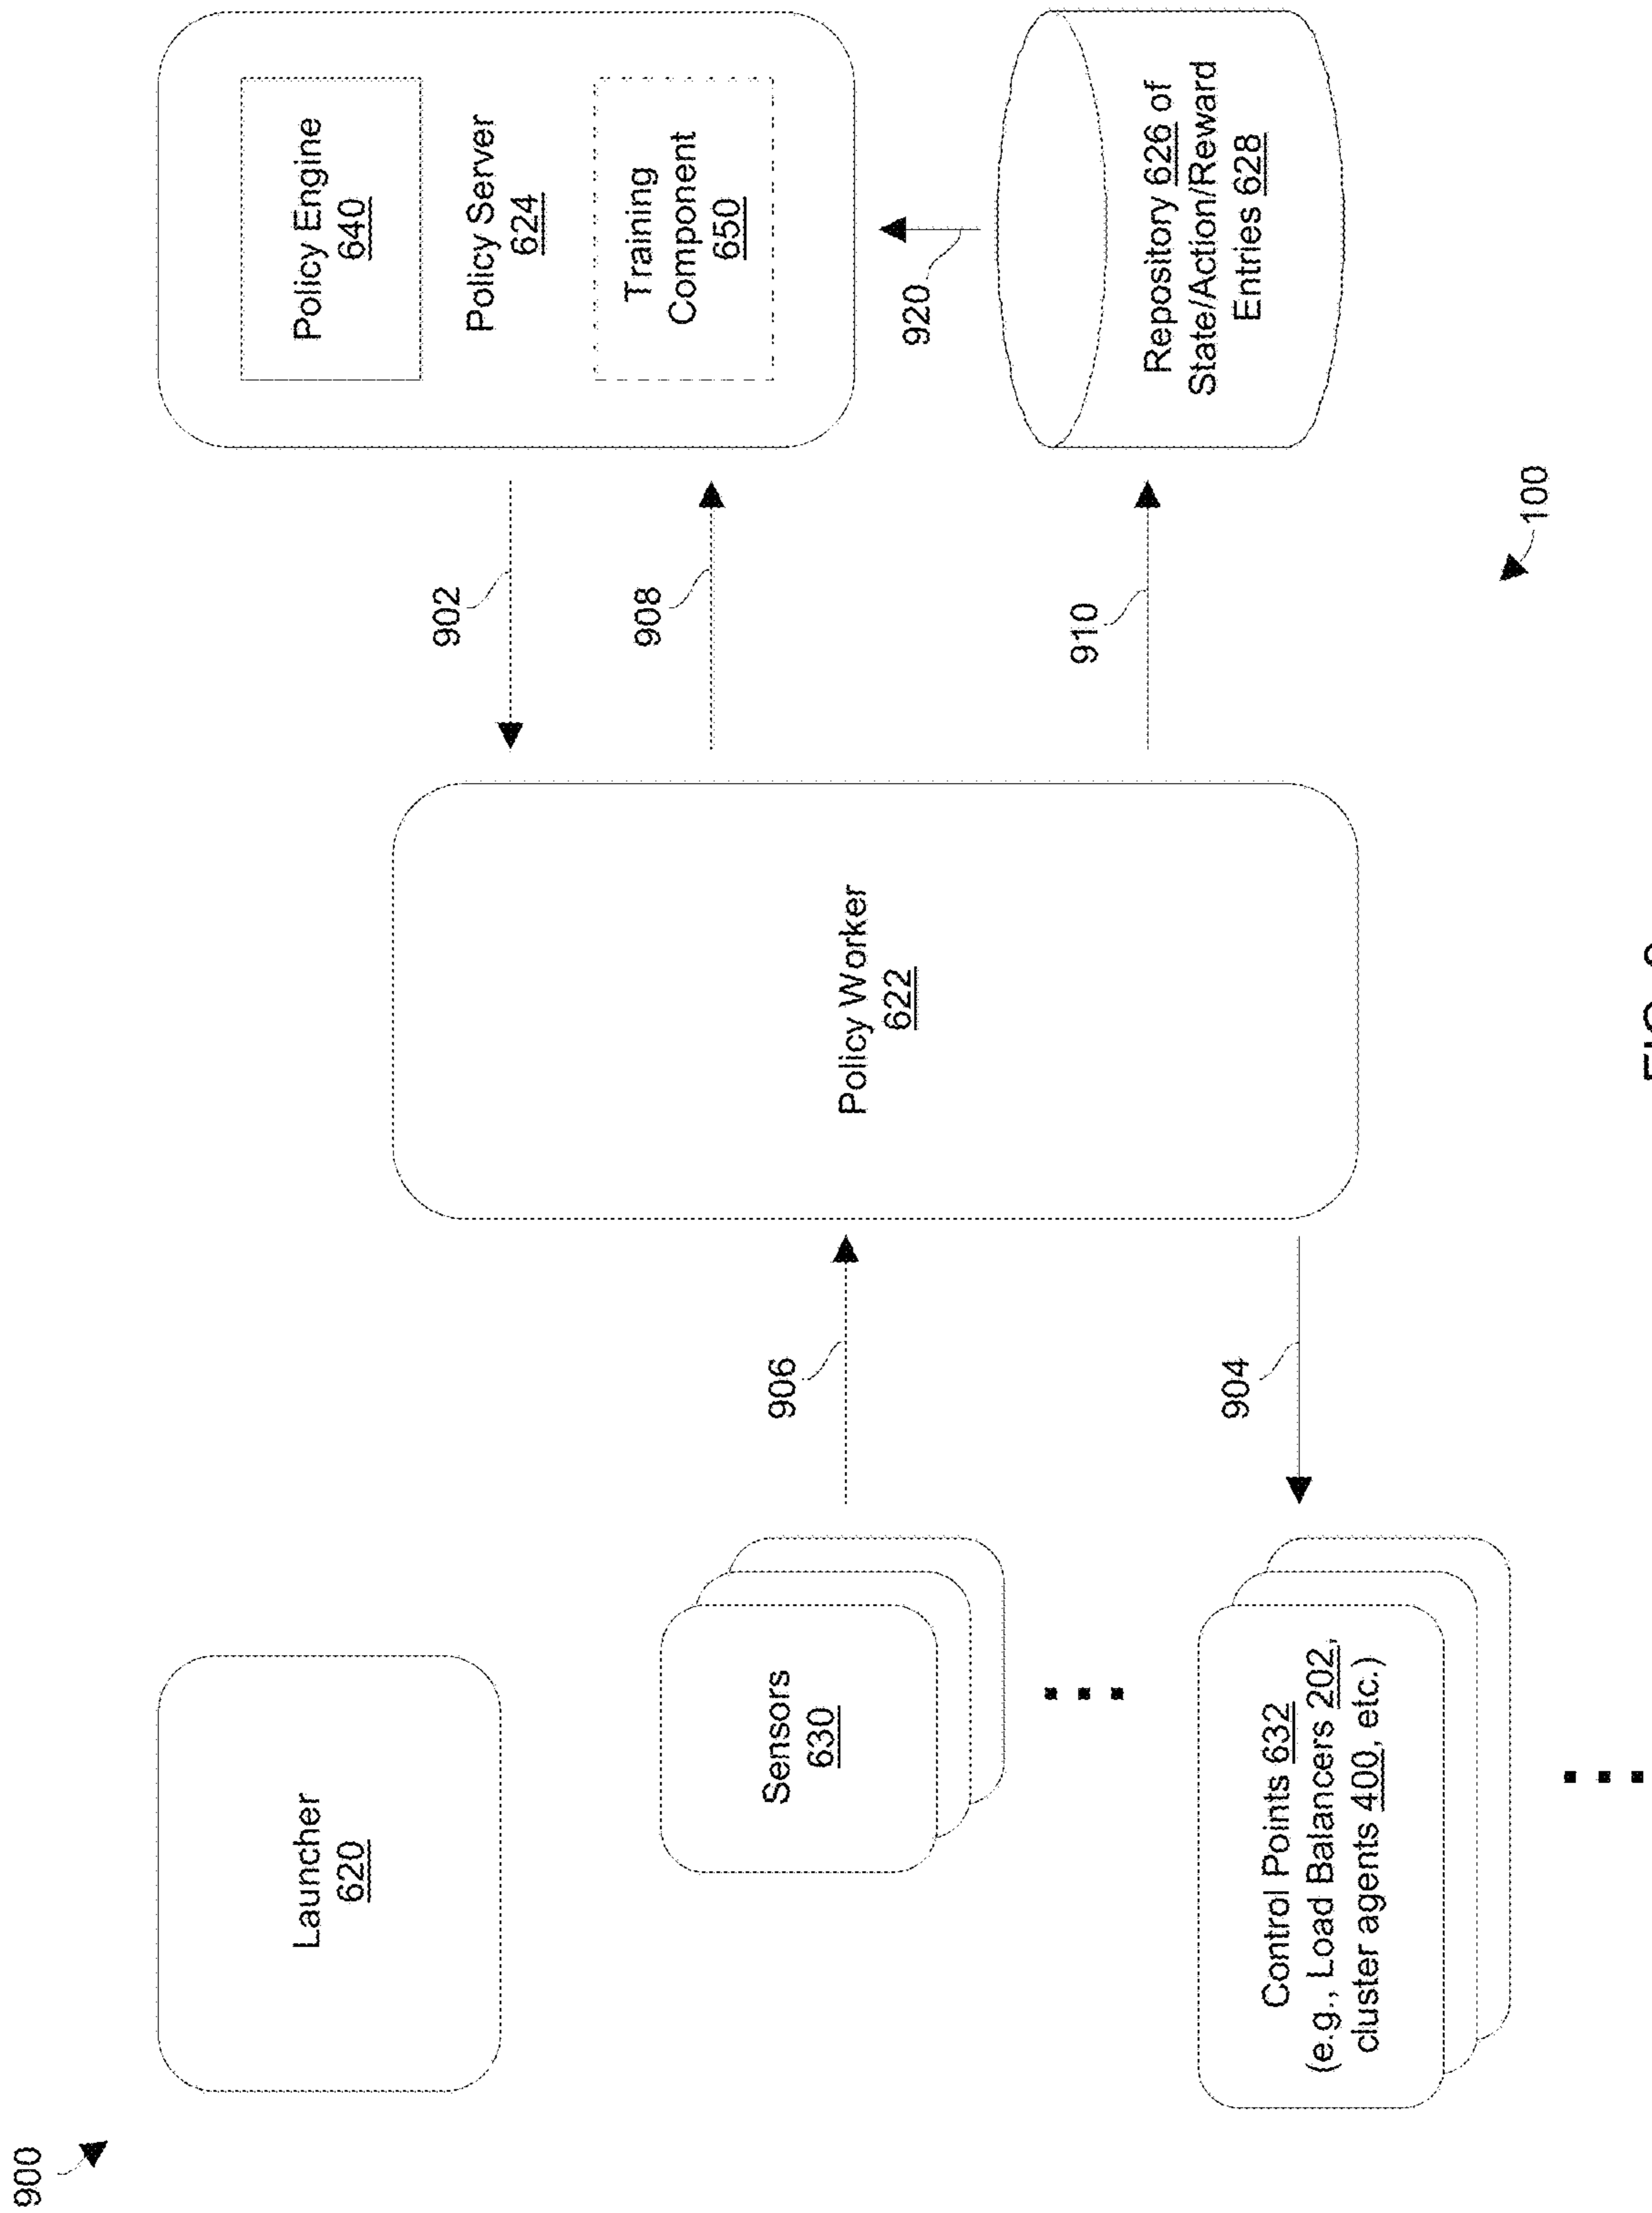 900
Launcher
620
Sensors
630
Control Points 632
(e.g., Load Balancers 202,
cluster agents 400, etc.)
906
904
Policy Worker
622
902
908
910
Policy Engine
640
Policy Server
624
Training
Component
650
920
Repository 626 of
State/Action/Reward
Entries 628
100